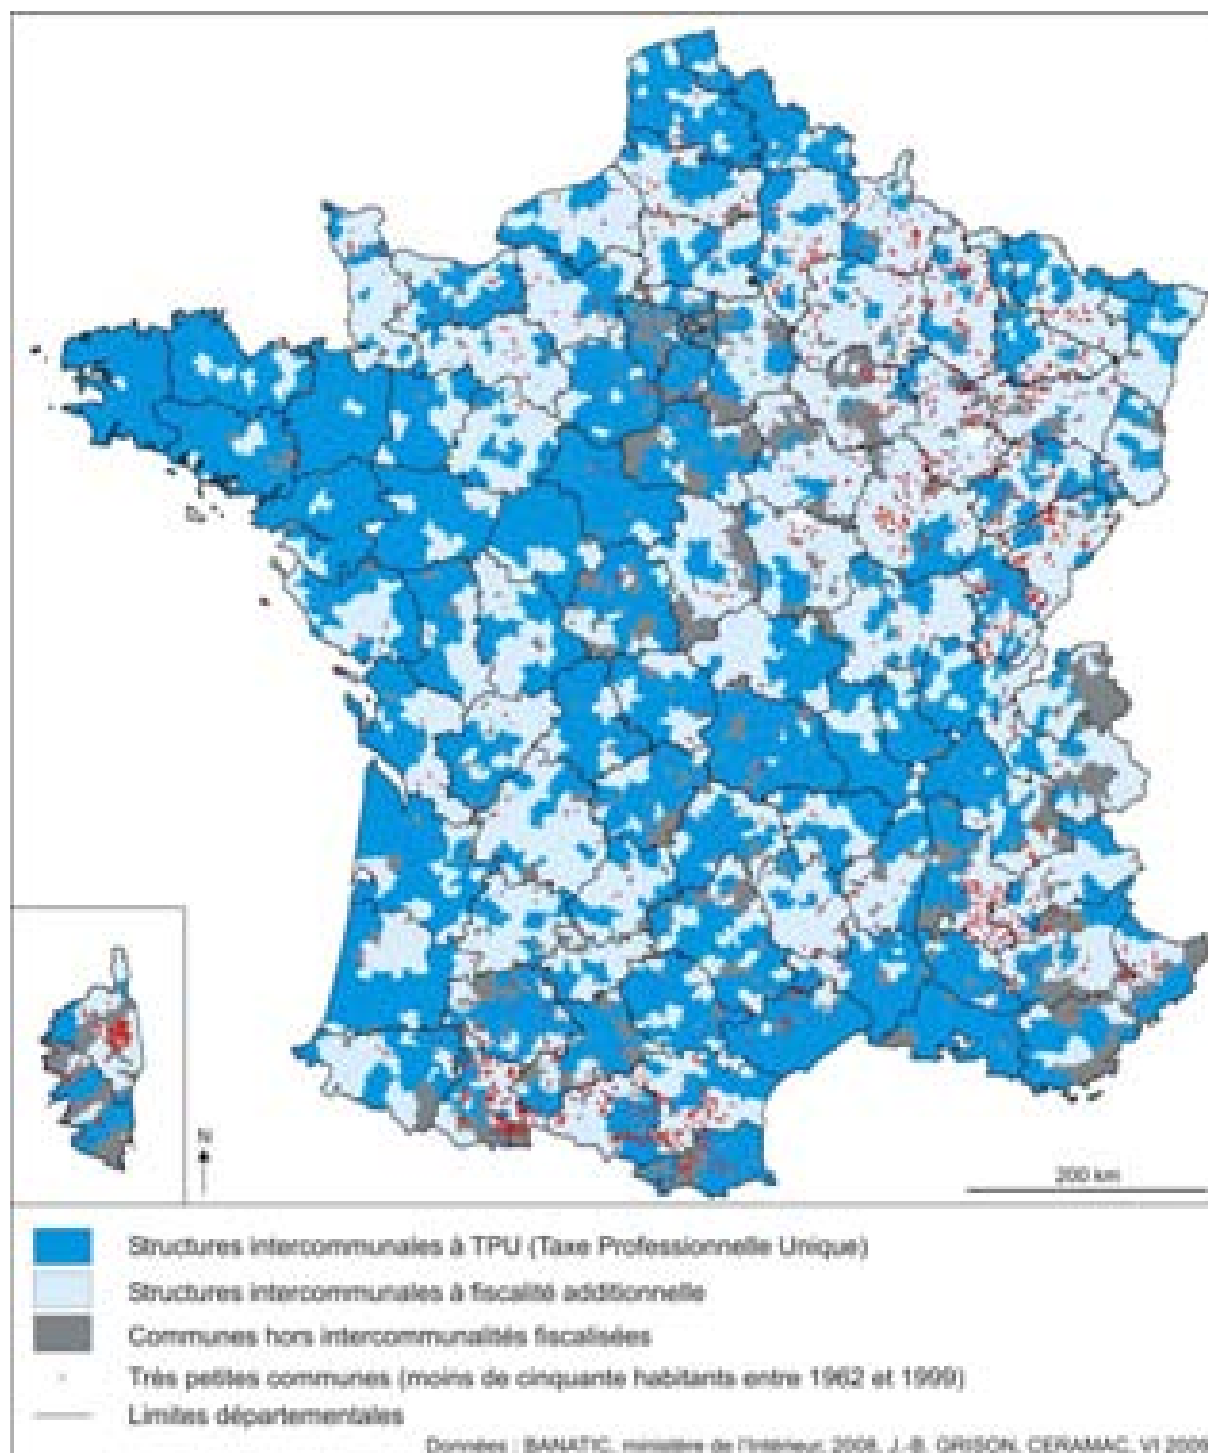 N
200 km
Structures intercommunales à TPU (Taxe Professionnelle Unique)
Structures intercommunales à fiscalité additionnelle
Communes hors intercommunalités fiscalisées
Très petites communes (moins de cinquante habitants entre 1962 et 1999)
Limites départementales
Données : BANATIC, ministère de l'Intérieur, 2008, J.-B. GRISON, CERAMAC, VI 2009